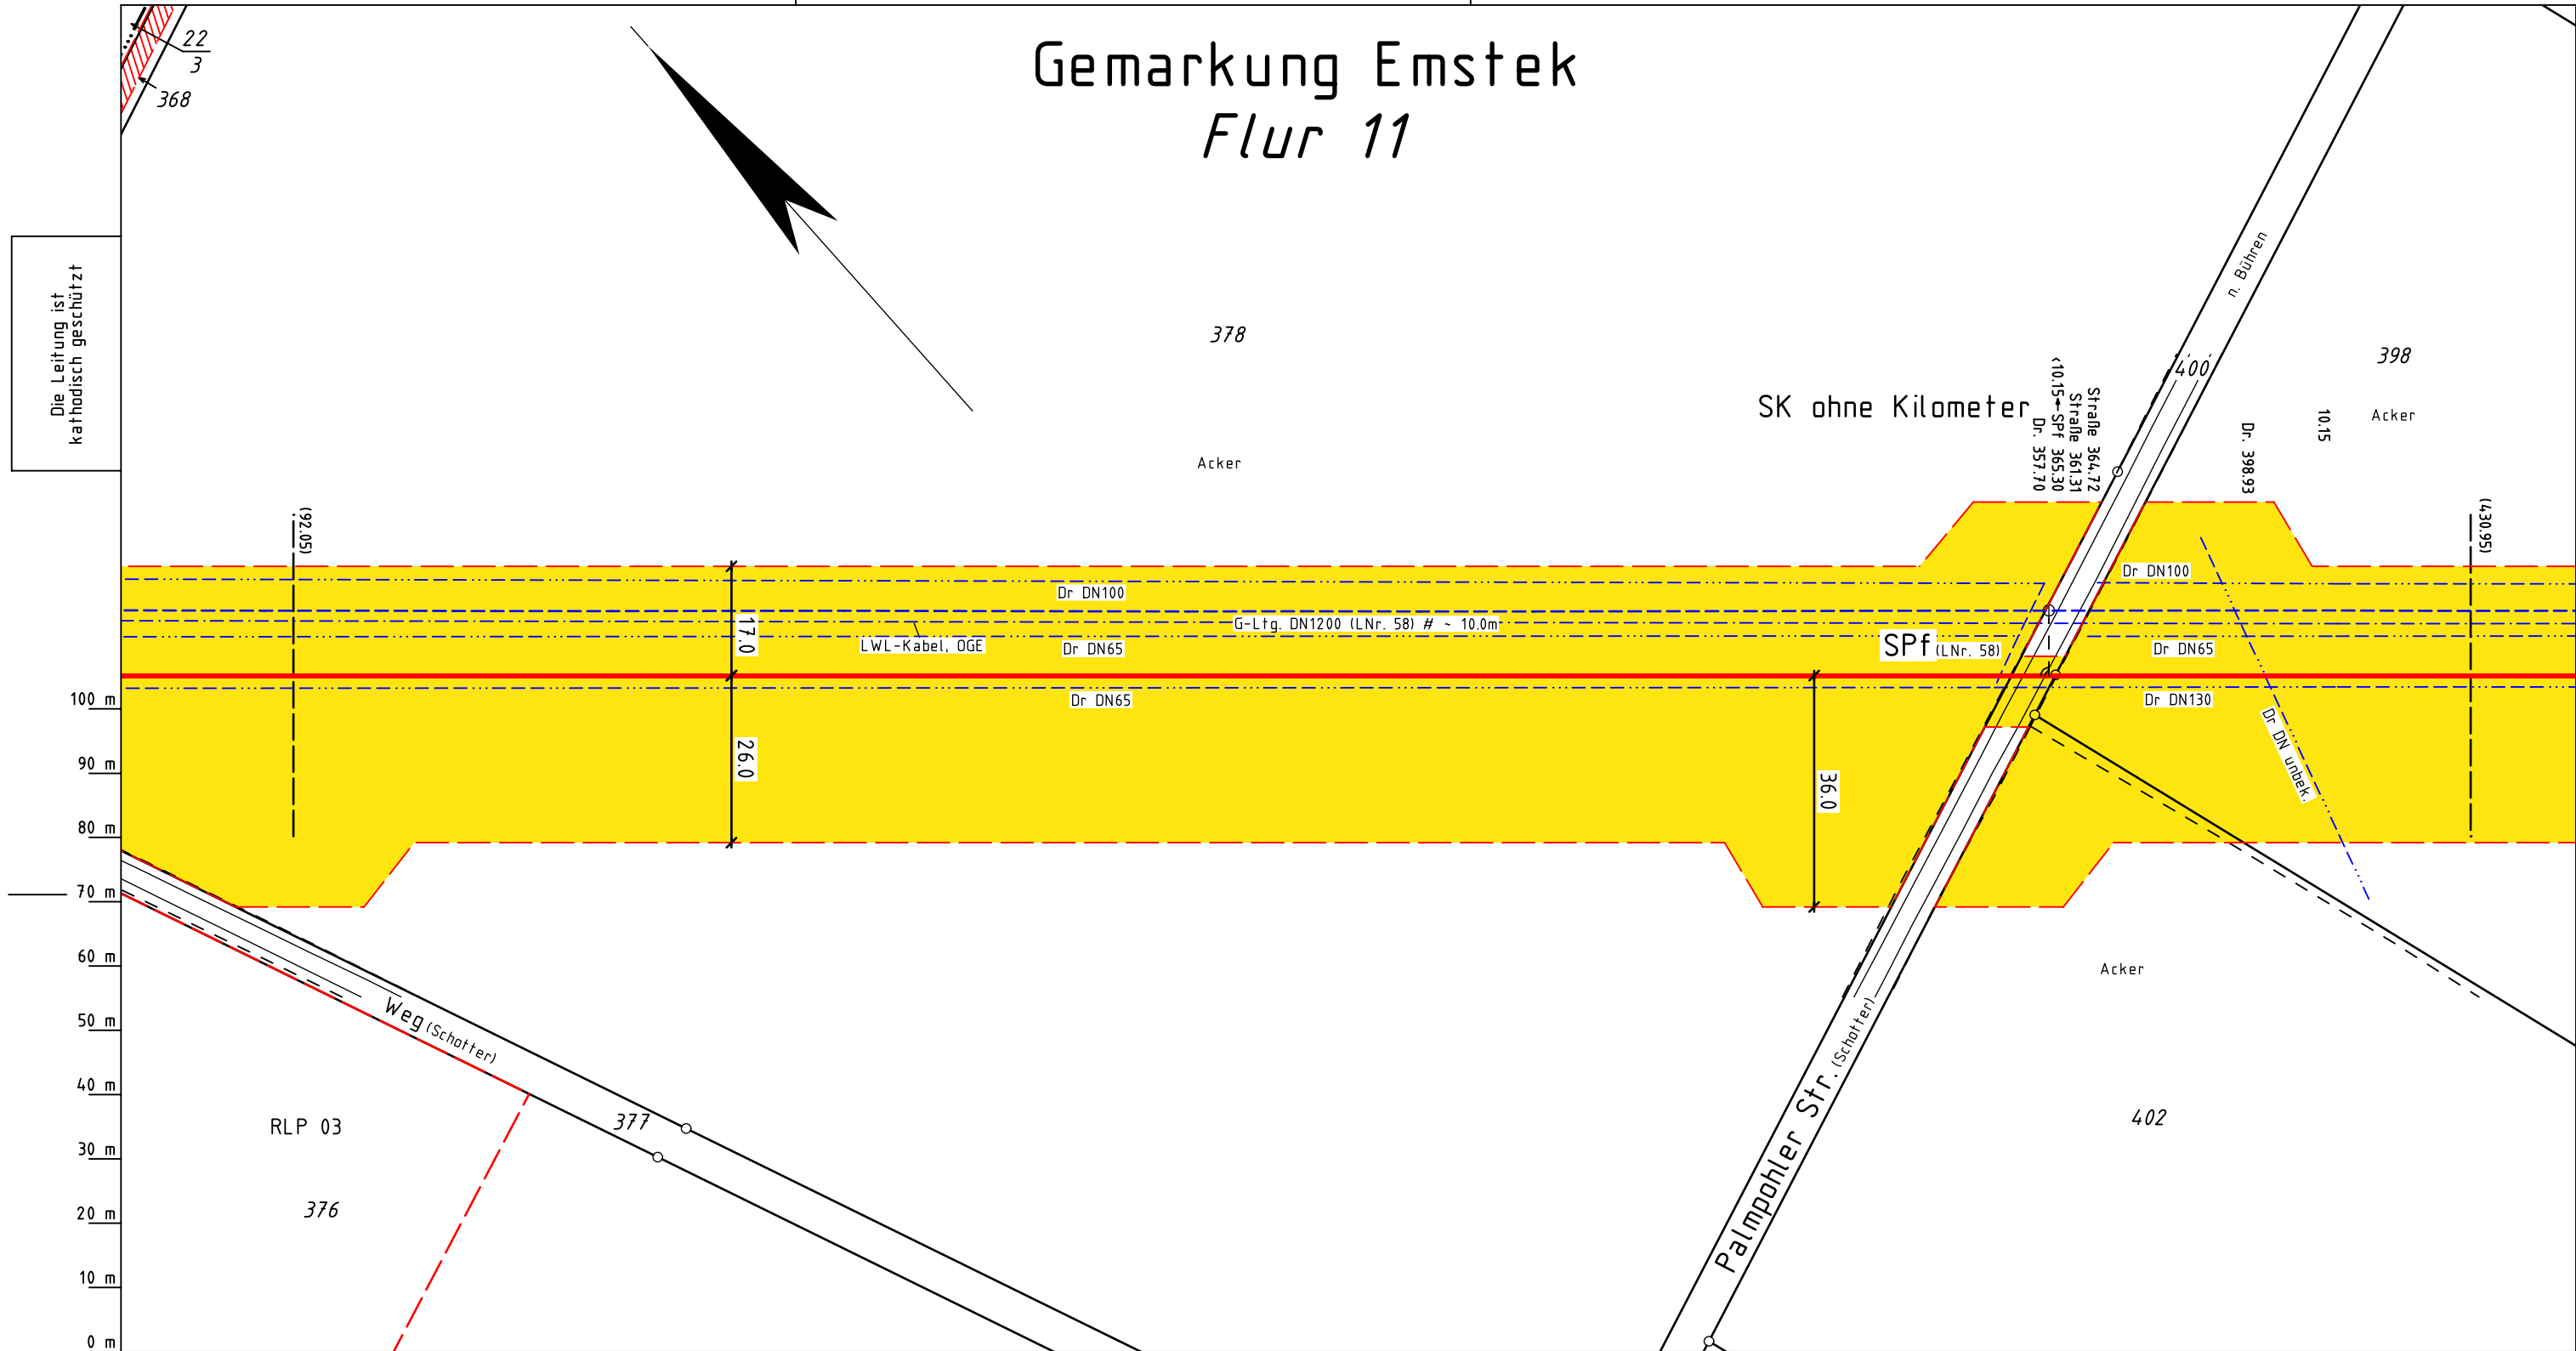 Gemarkung Emstek
Flur 11
22
3
368
Die Leitung ist
kathodisch geschützt
378
Acker
SK ohne Kilometer
Dr. 357.70
<10.15 SPf 365.30
Straße 361.31
Straße 364.72
400
n. Bühren
398
Acker
10.15
Dr. 398.93
(92.05)
(430.95)
Dr DN100
Dr DN100
17.0
G-Ltg. DN1200 (LNr. 58) # ~ 10.0m
LWL-Kabel, OGE
Dr DN65
SPf (LNr. 58)
Dr DN65
Dr DN65
Dr DN130
26.0
36.0
Dr DN unbek.
100 m
90 m
80 m
70 m
60 m
50 m
40 m
30 m
20 m
10 m
0 m
Weg (Schotter)
Acker
RLP 03
377
376
Palmpohler Str. (Schotter)
402